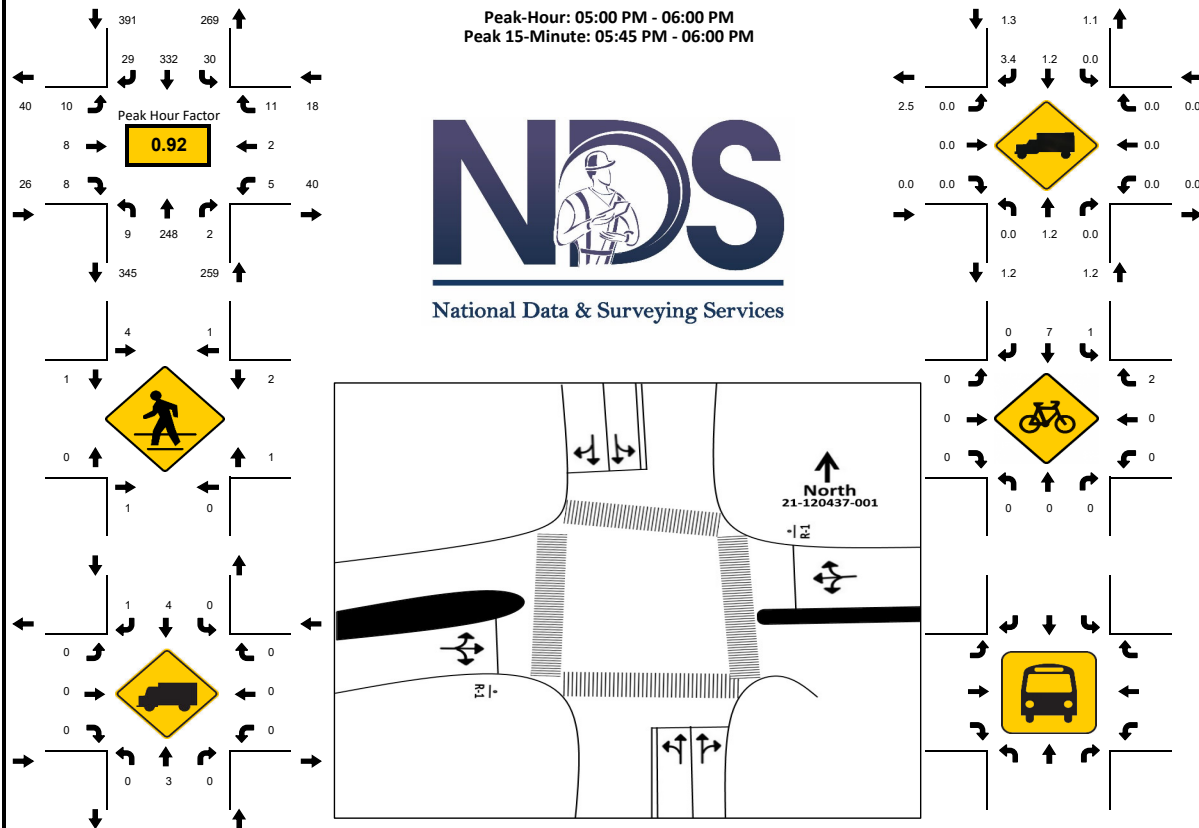 Peak-Hour: 05:00 PM - 06:00 PM
Peak 15-Minute: 05:45 PM - 06:00 PM
391 269
29 332 30
40 10 11 18
Peak Hour Factor
0.92
8 2
26 8 5 40
9 248 2
345 259
NDS
National Data & Surveying Services
1.3 1.1
3.4 1.2 0.0
2.5 0.0 0.0 0.0
0.0 0.0
0.0 0.0 0.0 0.0
0.0 1.2 0.0
1.2 1.2
4 1
1 2
0 1
1 0
0 7 1
0 2
0 0
0 0
0 0 0
North
21-120437-001
R-1
R-1
1 4 0
0 0
0 0
0 0
0 3 0